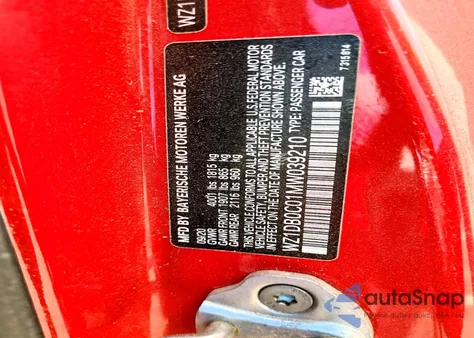 MFD BY BAYERISCHE MOTOREN WERKE AG
09/20
GVWR 4001 lbs 1815 kg
GAWR FRONT 1907 lbs 865 kg
GAWR REAR 2116 lbs 960 kg
THIS VEHICLE CONFORMS TO ALL APPLICABLE U.S. FEDERAL MOTOR
VEHICLE SAFETY, BUMPER AND THEFT PREVENTION STANDARDS
IN EFFECT ON THE DATE OF MANUFACTURE SHOWN ABOVE.
WZ1DB0C01MW039210 TYPE: PASSENGER CAR
7315614
WZ1
autaSnap